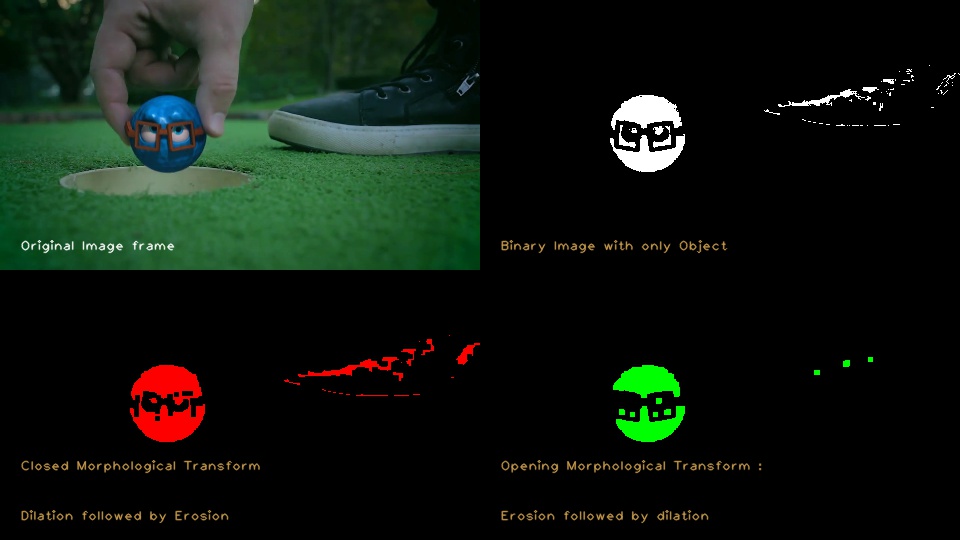 Original Image frame
Binary Image with only Object
Closed Morphological Transform
Dilation followed by Erosion
Opening Morphological Transform :
Erosion followed by dilation